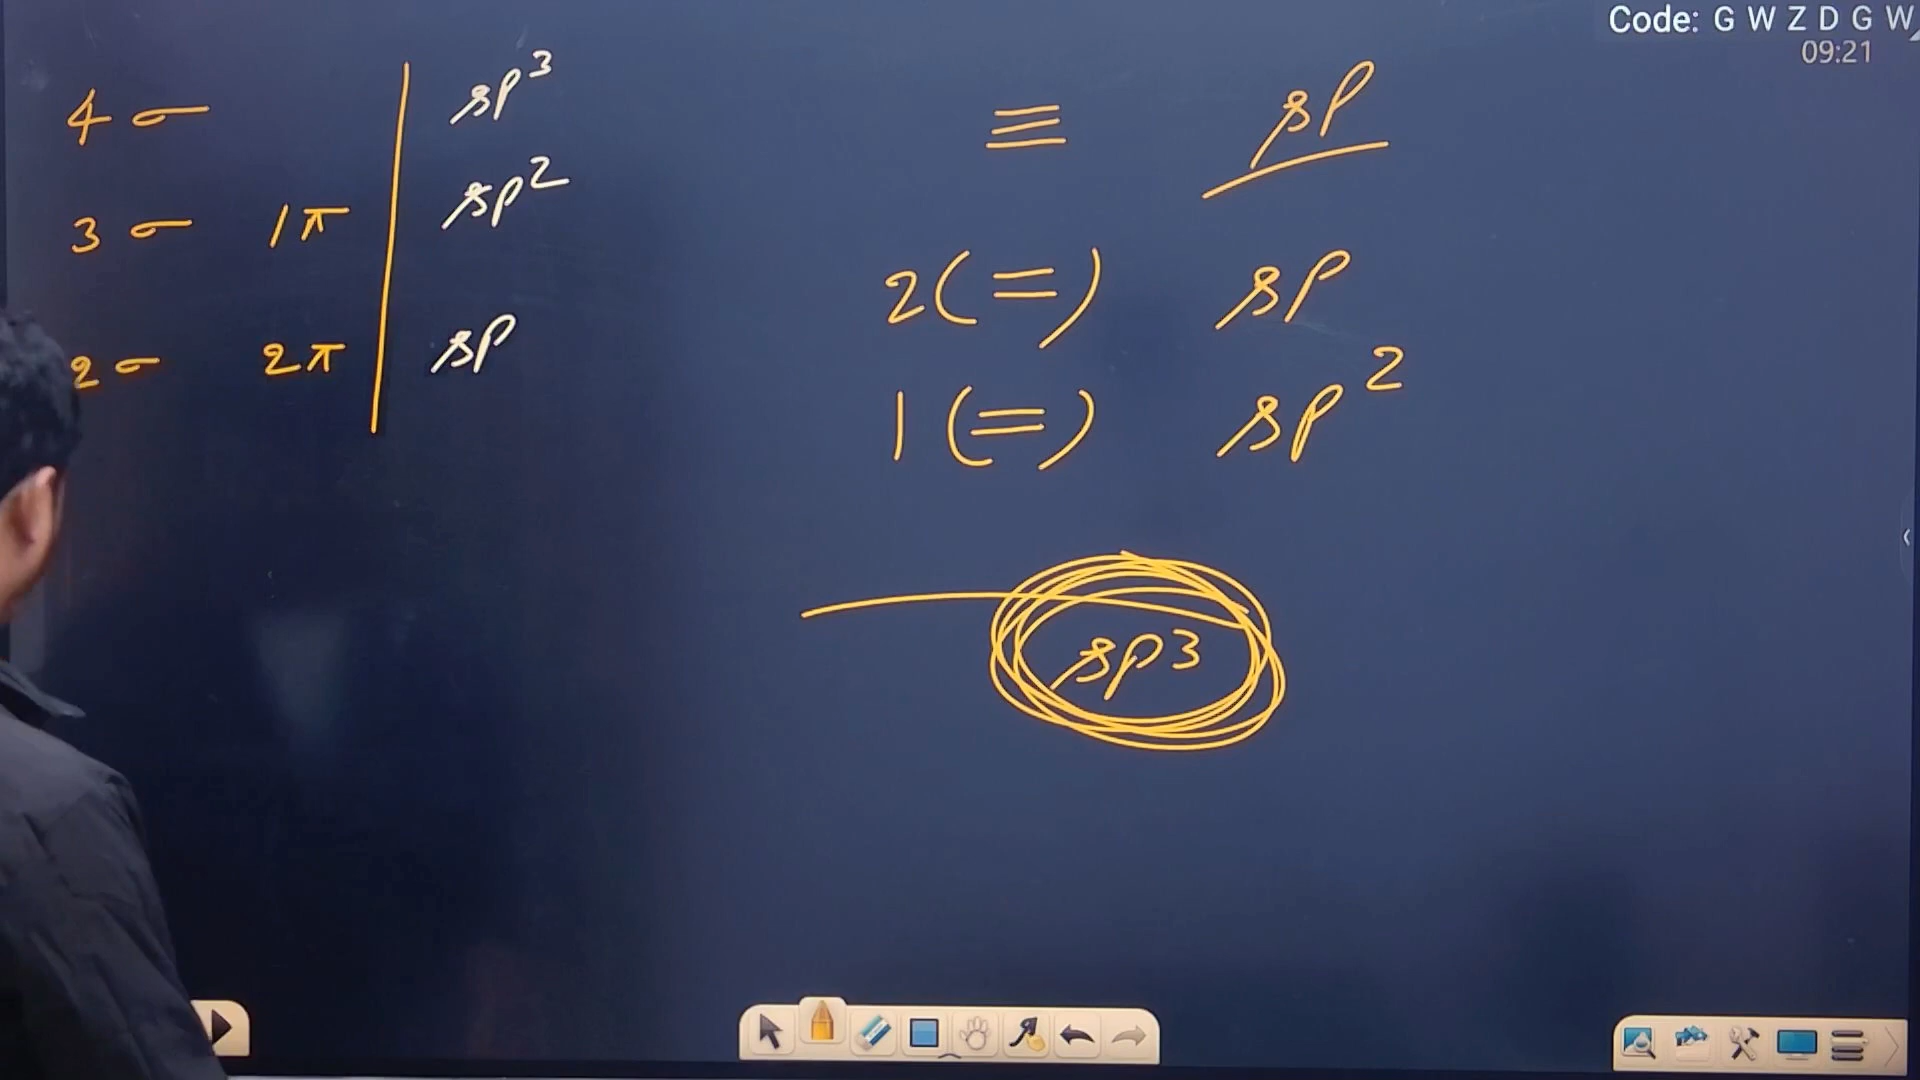 Code: G W Z D G W
09:21
4 σ sp³
3 σ 1π sp²
2 σ 2π sp
≡ sp
2(=) sp
1(=) sp²
sp³